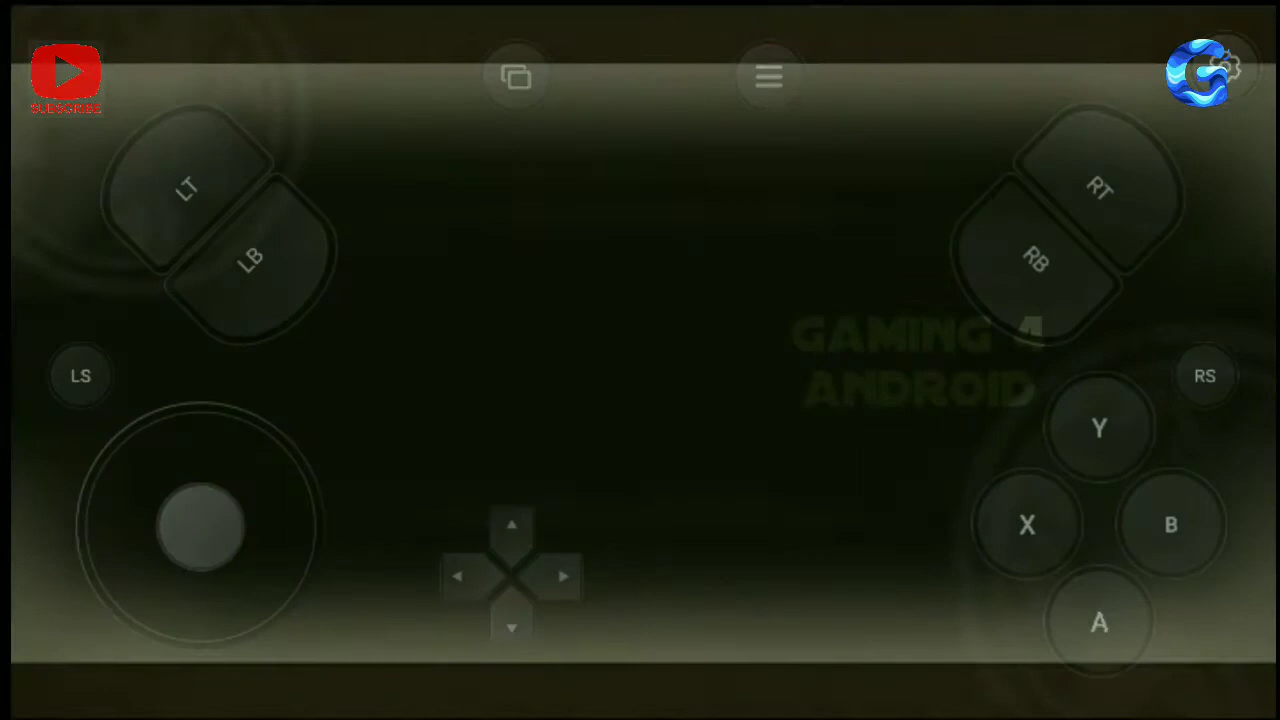 SUBSCRIBE
G
LT
RT
LB
RB
GAMING 4
ANDROID
LS
RS
Y
X
B
A